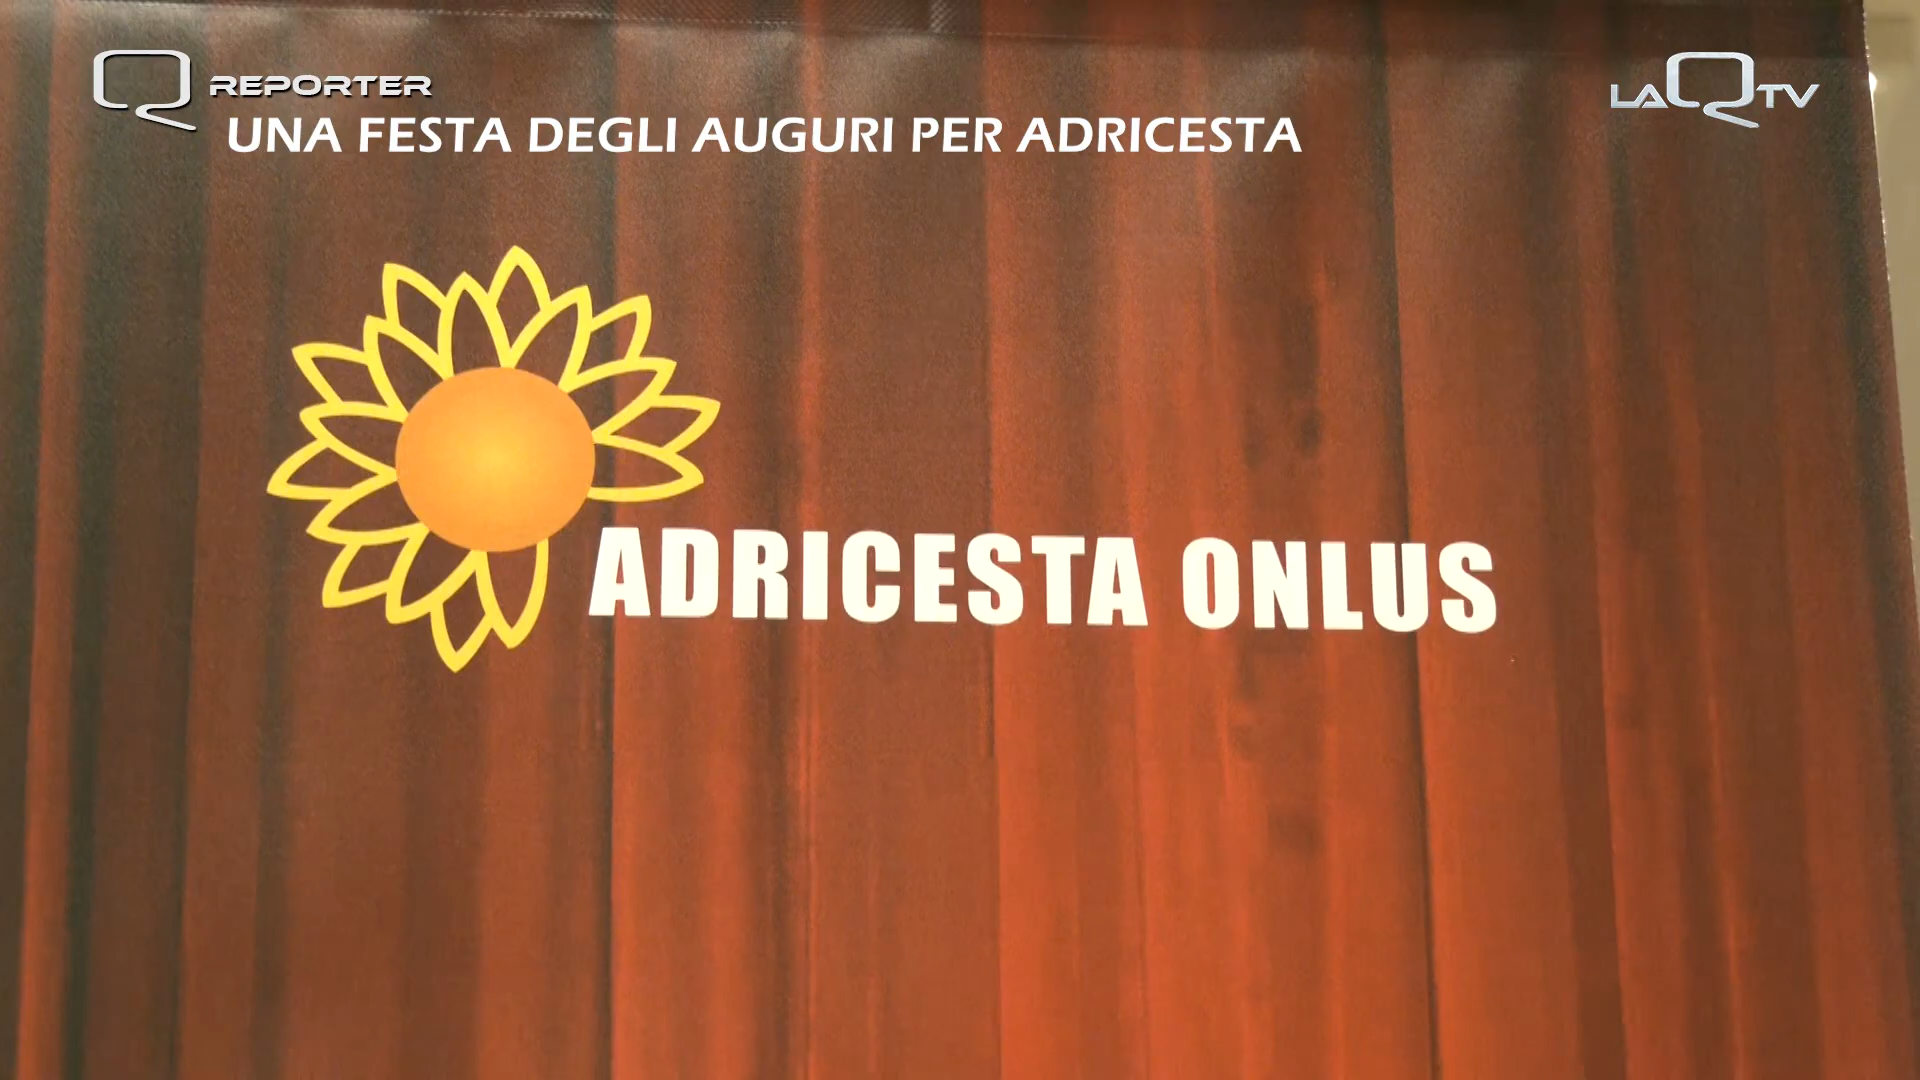 REPORTER
LAQTV
UNA FESTA DEGLI AUGURI PER ADRICESTA
ADRICESTA ONLUS